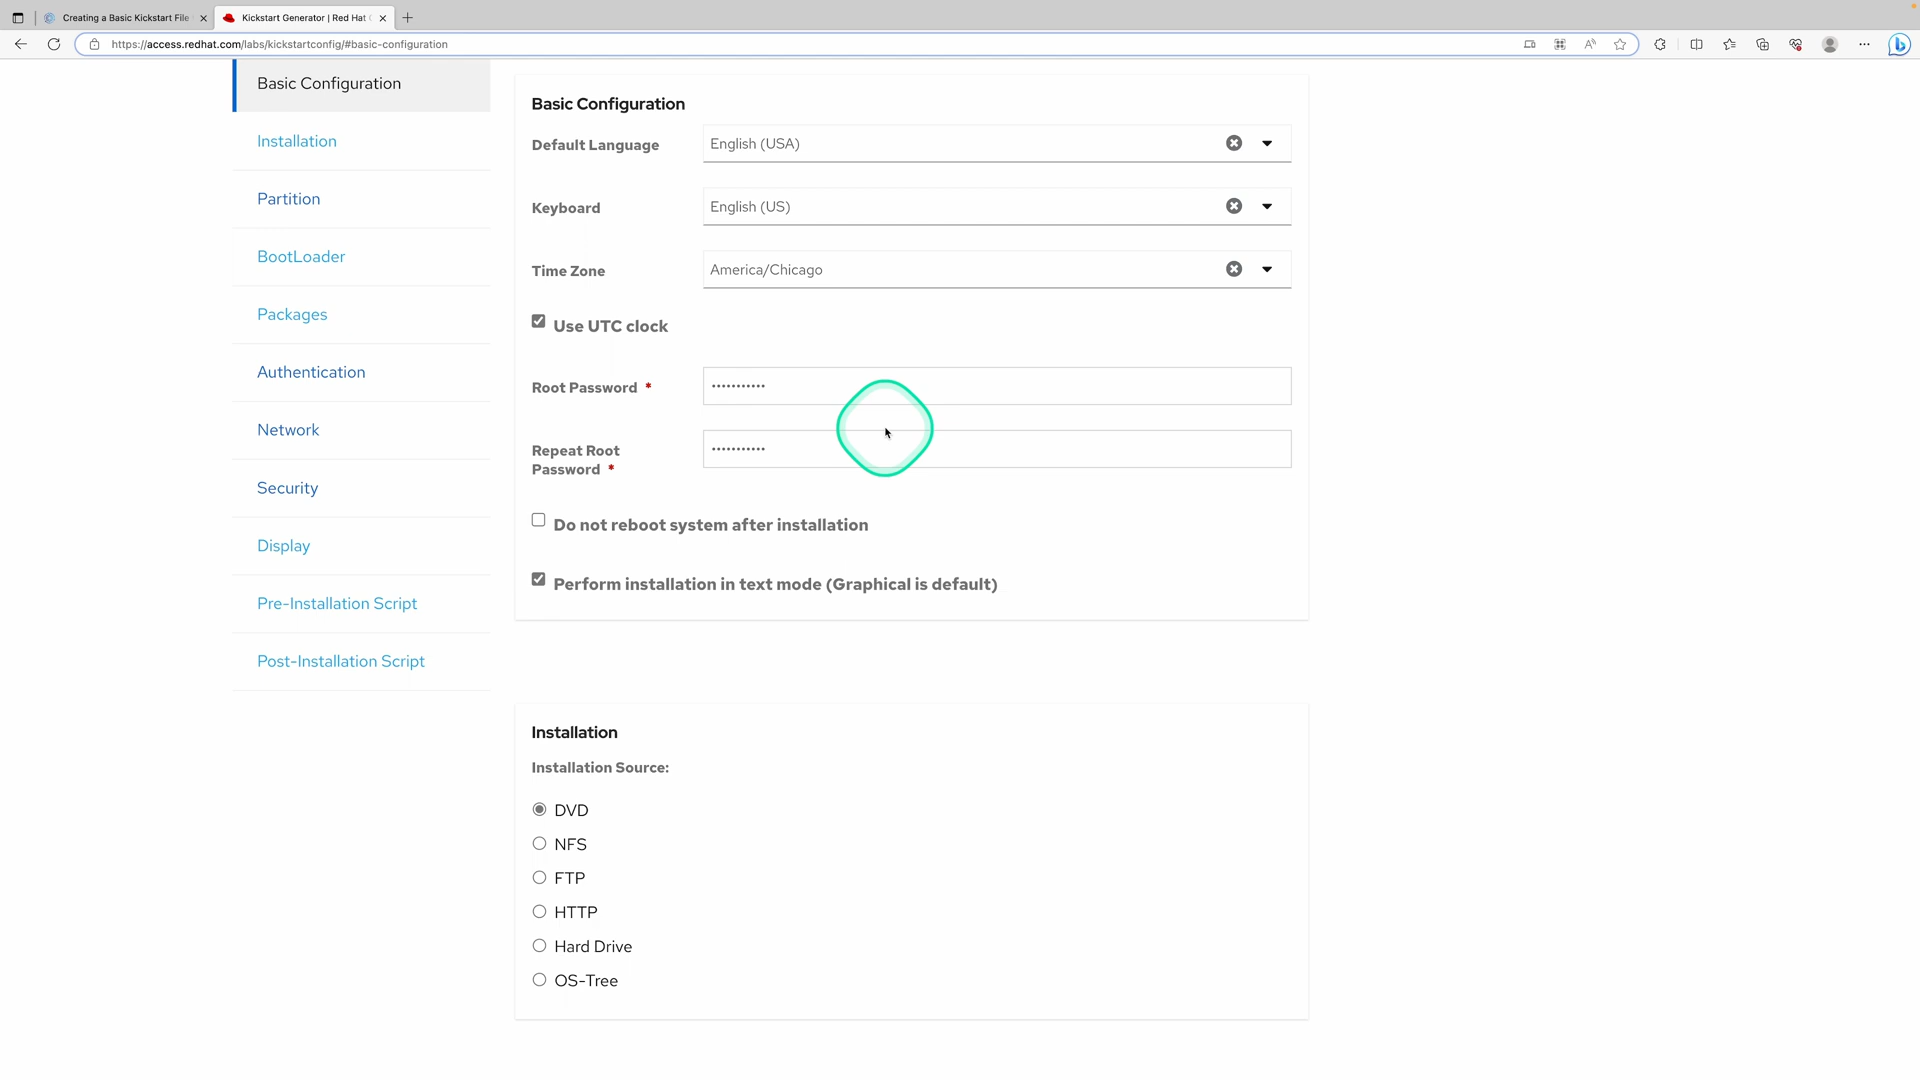 Creating a Basic Kickstart File
Kickstart Generator | Red Hat
https://access.redhat.com/labs/kickstartconfig/#basic-configuration
Basic Configuration
Installation
Partition
BootLoader
Packages
Authentication
Network
Security
Display
Pre-Installation Script
Post-Installation Script
Basic Configuration
Default Language
English (USA)
Keyboard
English (US)
Time Zone
America/Chicago
Use UTC clock
Root Password *
•••••••••••
Repeat Root
Password *
•••••••••••
Do not reboot system after installation
Perform installation in text mode (Graphical is default)
Installation
Installation Source:
DVD
NFS
FTP
HTTP
Hard Drive
OS-Tree